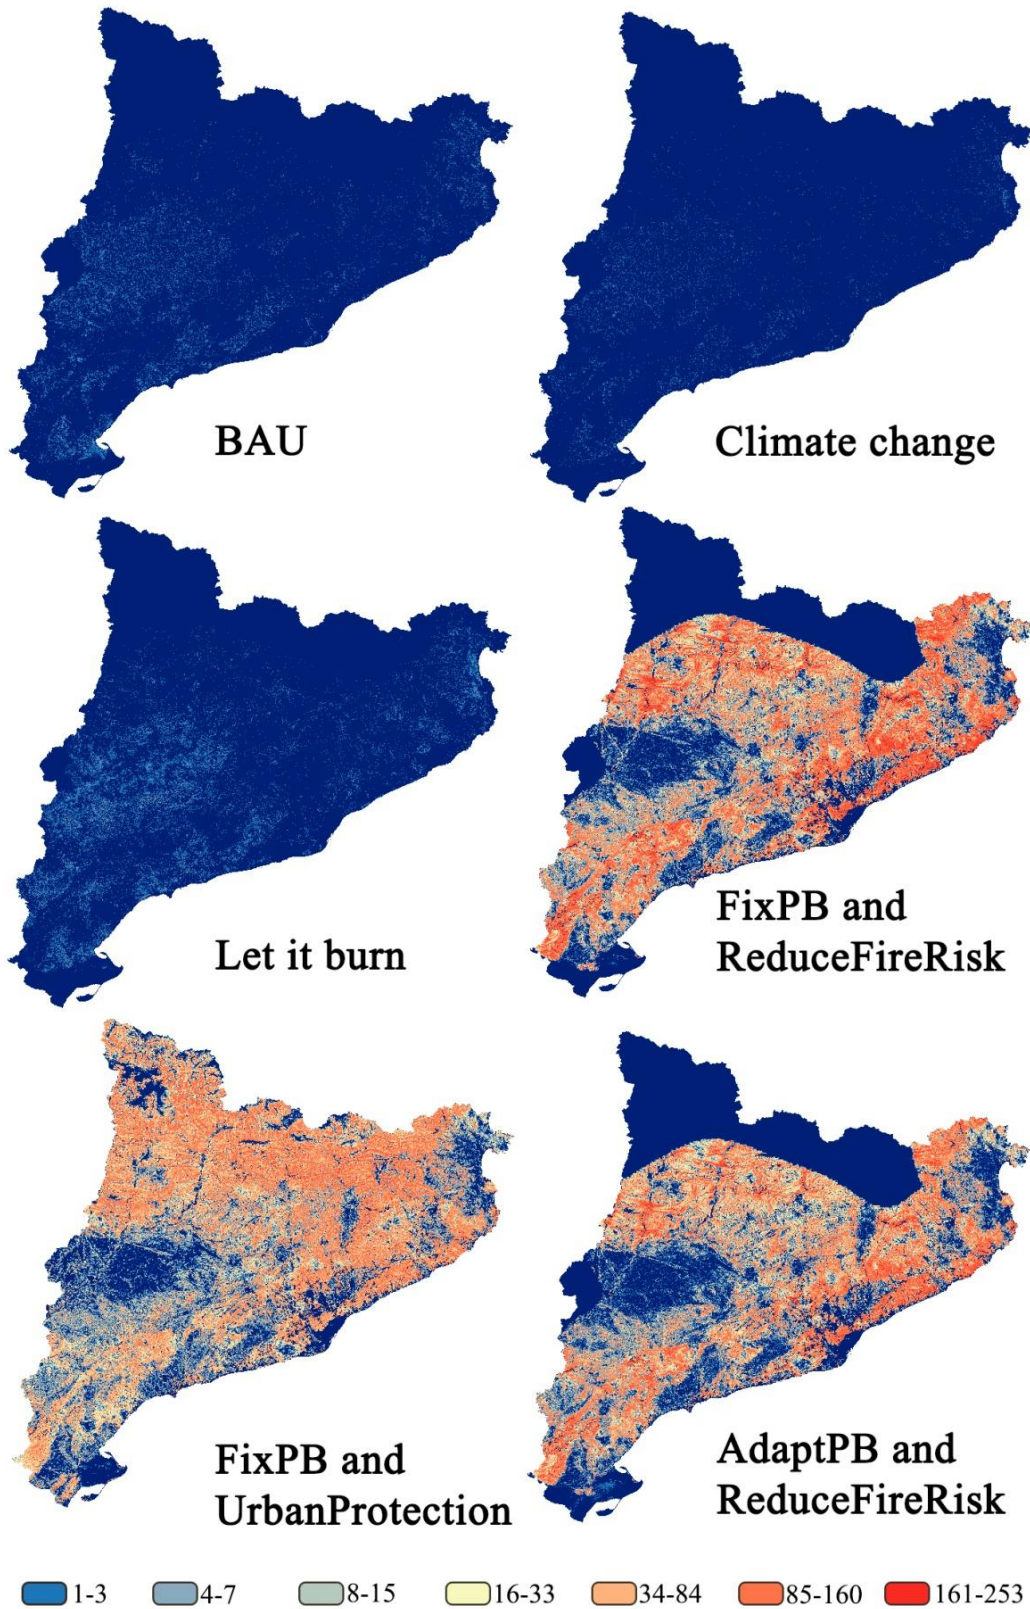 BAU
Climate change
Let it burn
FixPB and
ReduceFireRisk
FixPB and
UrbanProtection
AdaptPB and
ReduceFireRisk
1-3 4-7 8-15 16-33 34-84 85-160 161-253